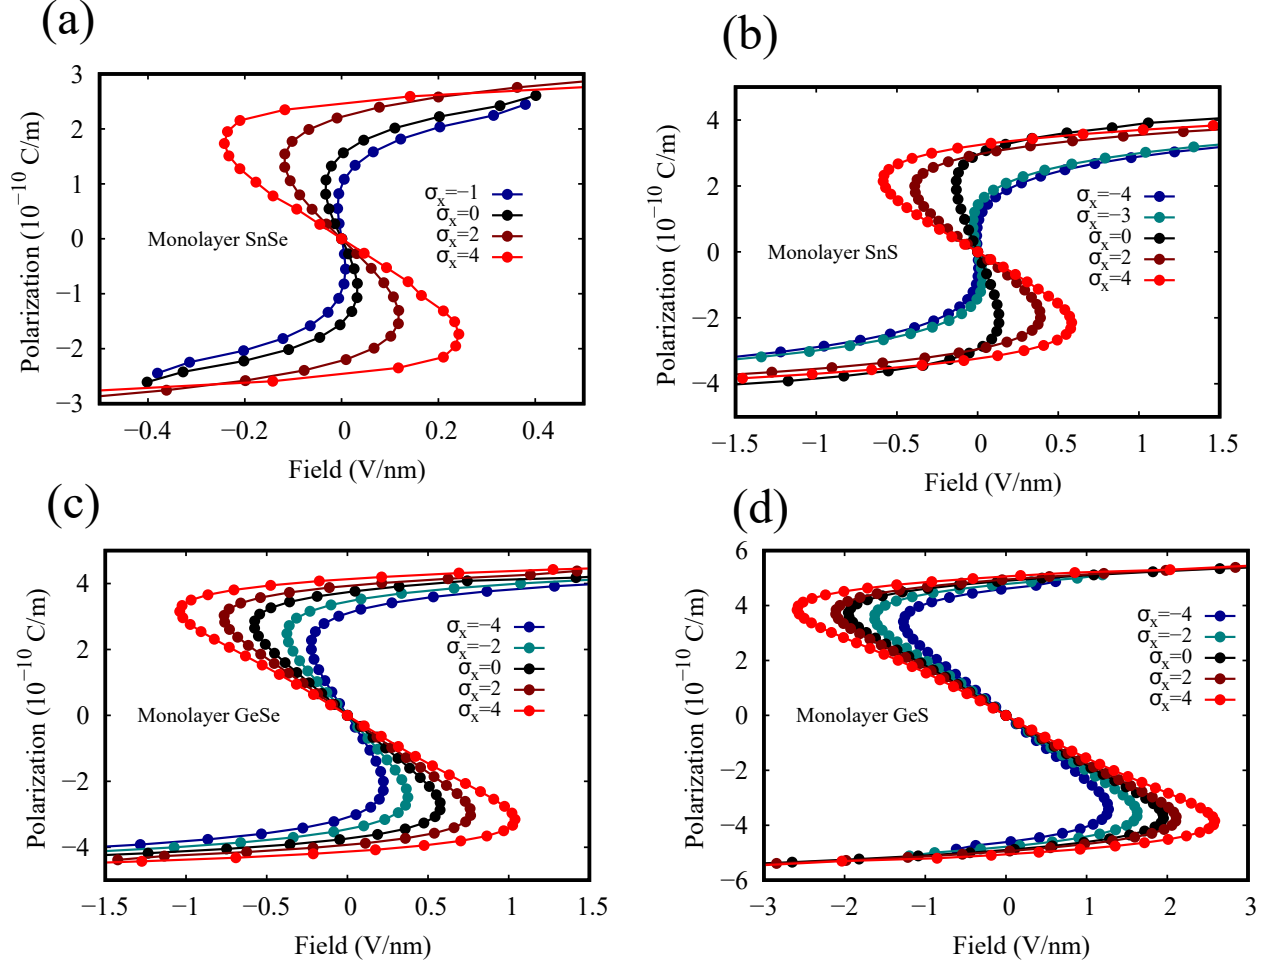 (a)
3
2
1
0
−1
−2
−3
−0.4 −0.2 0 0.2 0.4
Polarization (10⁻¹⁰ C/m)
Field (V/nm)
Monolayer SnSe
σx=−1
σx=0
σx=2
σx=4
(b)
4
2
0
−2
−4
−1.5 −1 −0.5 0 0.5 1 1.5
Polarization (10⁻¹⁰ C/m)
Field (V/nm)
Monolayer SnS
σx=−4
σx=−3
σx=0
σx=2
σx=4
(c)
4
2
0
−2
−4
−1.5 −1 −0.5 0 0.5 1 1.5
Polarization (10⁻¹⁰ C/m)
Field (V/nm)
Monolayer GeSe
σx=−4
σx=−2
σx=0
σx=2
σx=4
(d)
6
4
2
0
−2
−4
−6
−3 −2 −1 0 1 2 3
Polarization (10⁻¹⁰ C/m)
Field (V/nm)
Monolayer GeS
σx=−4
σx=−2
σx=0
σx=2
σx=4